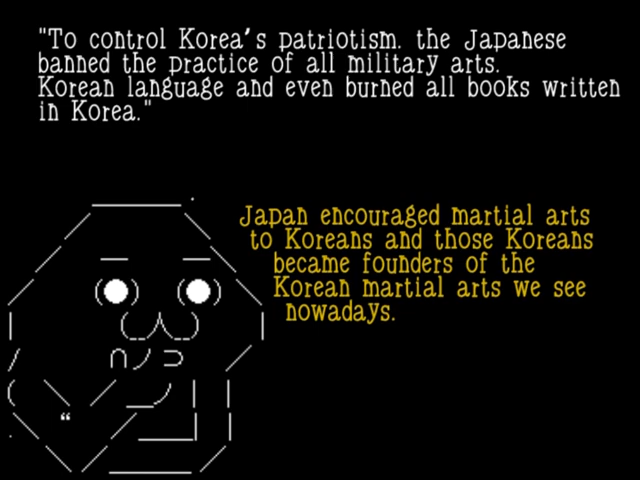 "To control Korea's patriotism. the Japanese
banned the practice of all military arts.
Korean language and even burned all books written
in Korea."
Japan encouraged martial arts
to Koreans and those Koreans
became founders of the
Korean martial arts we see
nowadays.